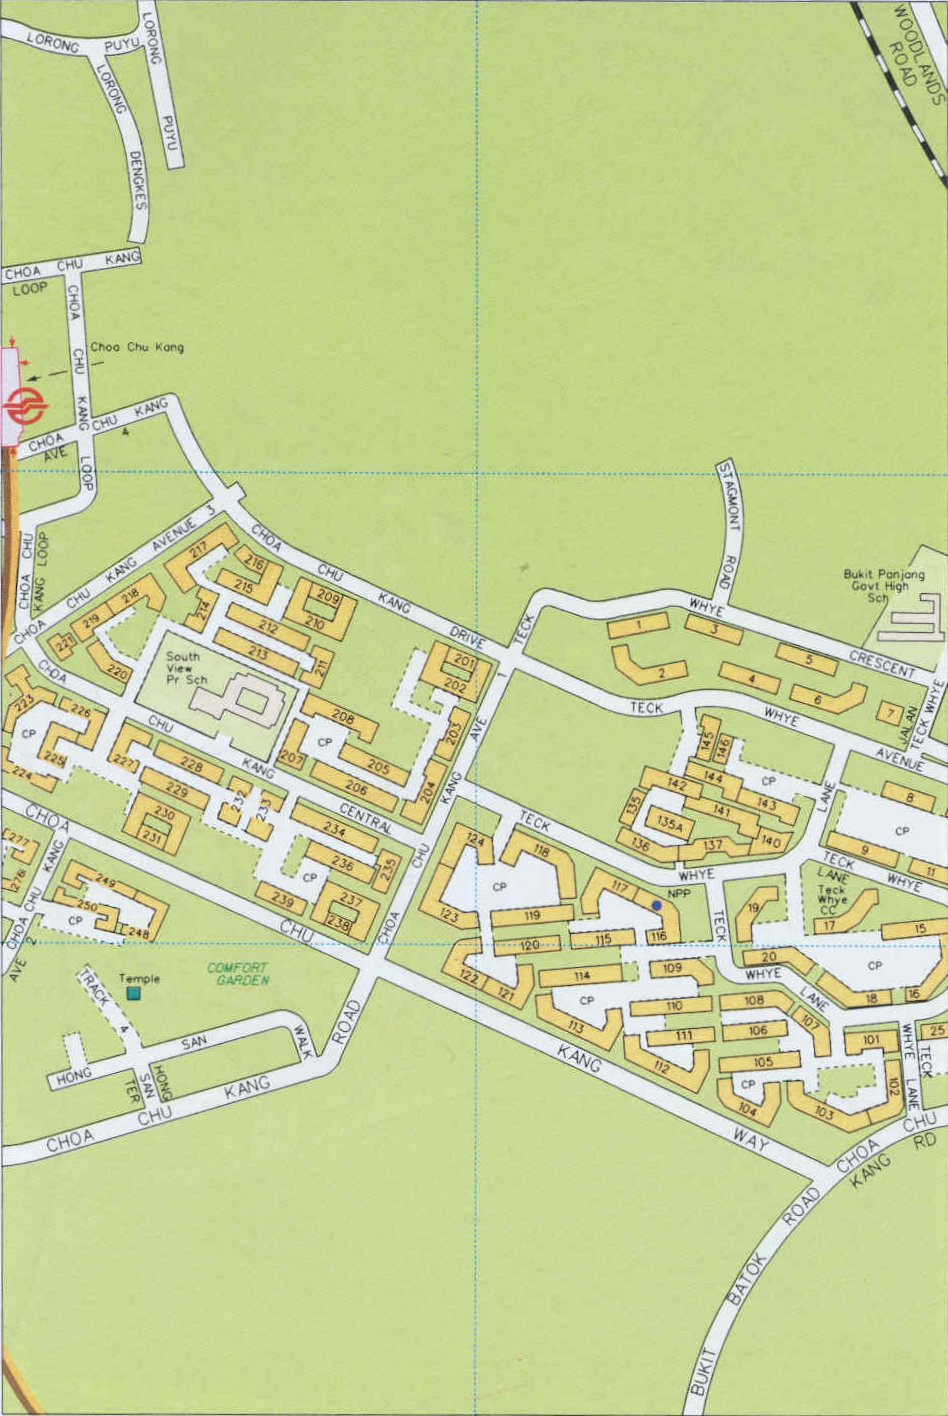 LORONG PUYU
LORONG PUYU
LORONG DENGKES
WOODLANDS
ROAD
CHOA CHU KANG
LOOP
CHOA CHU KANG LOOP
Choa Chu Kang
CHOA CHU KANG
AVE 4
CHOA CHU
KANG LOOP
CHOA CHU KANG AVENUE 3
CHOA CHU KANG DRIVE
STAGMONT ROAD
Bukit Panjang
Govt High
Sch
TECK WHYE CRESCENT
1
3
5
2
4
6
7
JALAN
TECK WHYE
217
216
215
214
218
219
221
220
209
210
212
213
211
South
View
Pr Sch
201
202
203
204
208
CP
205
206
207
CHOA CHU KANG CENTRAL
223
CP
226
225
224
227
228
229
230
231
232
233
234
235
236
CP
237
238
239
CHOA CHU KANG AVE 1
TECK WHYE AVENUE
145
146
144
142
143
CP
141
140
135
135A
136
137
8
CP
9
11
TECK WHYE LANE
TECK WHYE
LANE
Teck
Whye
CC
NPP
277
276
CHOA CHU KANG
AVE 2
249
250
CP
248
124
118
CP
123
119
117
116
115
120
122
121
114
CP
113
109
110
111
112
19
17
15
20
CP
18
16
108
107
106
105
CP
104
101
102
103
25
TECK WHYE LANE
TECK
WHYE LANE
CHOA CHU KANG WAY
COMFORT
GARDEN
Temple
TRACK 4
HONG SAN WALK
HONG
SAN
TER
CHOA CHU KANG ROAD
CHOA CHU
KANG RD
BUKIT BATOK ROAD